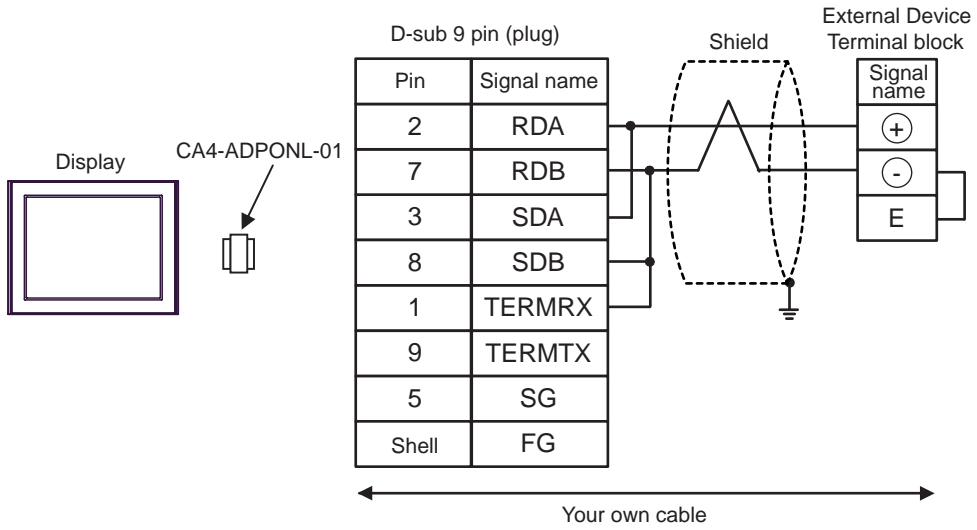 External Device
D-sub 9 pin (plug)
Shield
Terminal block
Pin Signal name
Signal name
2 RDA
+
Display
CA4-ADPONL-01
7 RDB
-
3 SDA
E
8 SDB
1 TERMRX
9 TERMTX
5 SG
Shell FG
Your own cable